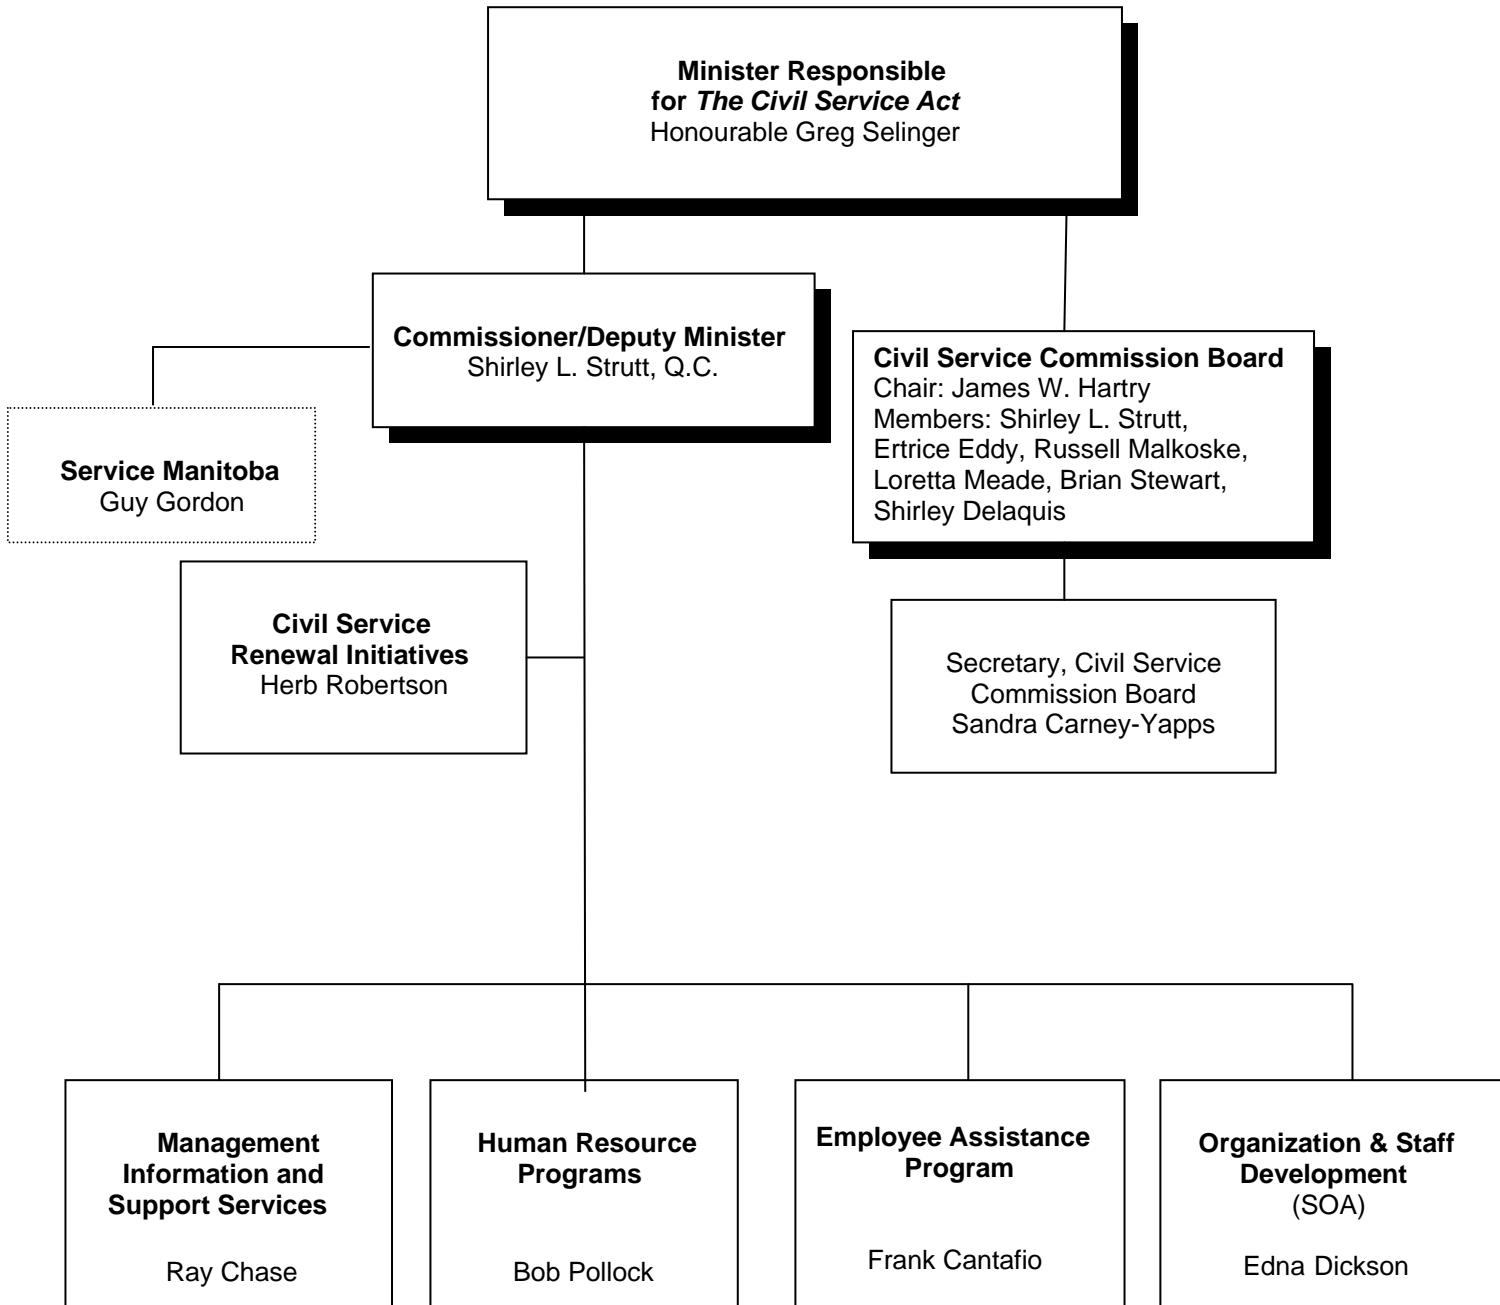 Minister Responsible
for The Civil Service Act
Honourable Greg Selinger
Commissioner/Deputy Minister
Shirley L. Strutt, Q.C.
Civil Service Commission Board
Chair: James W. Hartry
Members: Shirley L. Strutt,
Ertrice Eddy, Russell Malkoske,
Loretta Meade, Brian Stewart,
Shirley Delaquis
Service Manitoba
Guy Gordon
Civil Service
Renewal Initiatives
Herb Robertson
Secretary, Civil Service
Commission Board
Sandra Carney-Yapps
Management
Information and
Support Services
Ray Chase
Human Resource
Programs
Bob Pollock
Employee Assistance
Program
Frank Cantafio
Organization & Staff
Development
(SOA)
Edna Dickson